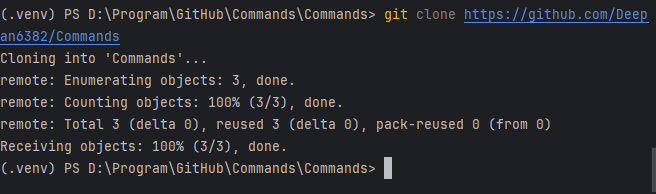 (.venv) PS D:\Program\GitHub\Commands\Commands> git clone https://github.com/Deep
an6382/Commands
Cloning into 'Commands'...
remote: Enumerating objects: 3, done.
remote: Counting objects: 100% (3/3), done.
remote: Total 3 (delta 0), reused 3 (delta 0), pack-reused 0 (from 0)
Receiving objects: 100% (3/3), done.
(.venv) PS D:\Program\GitHub\Commands\Commands>